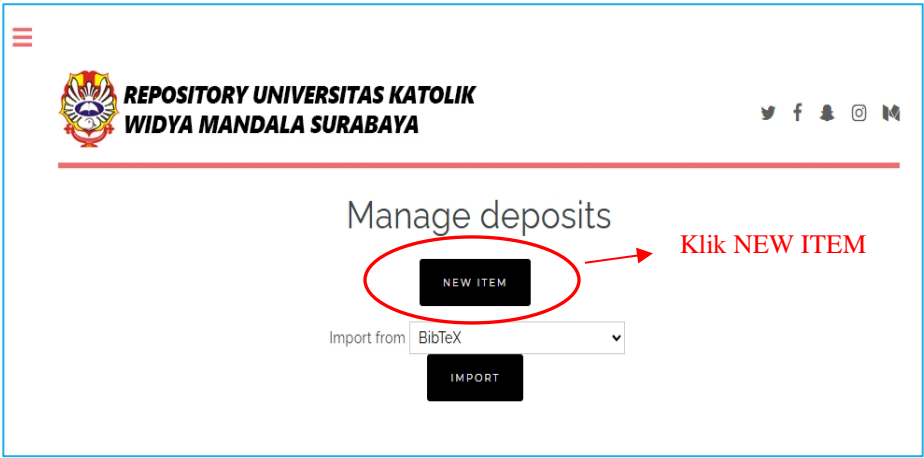 REPOSITORY UNIVERSITAS KATOLIK
WIDYA MANDALA SURABAYA
Manage deposits
Klik NEW ITEM
NEW ITEM
Import from BibTeX
IMPORT